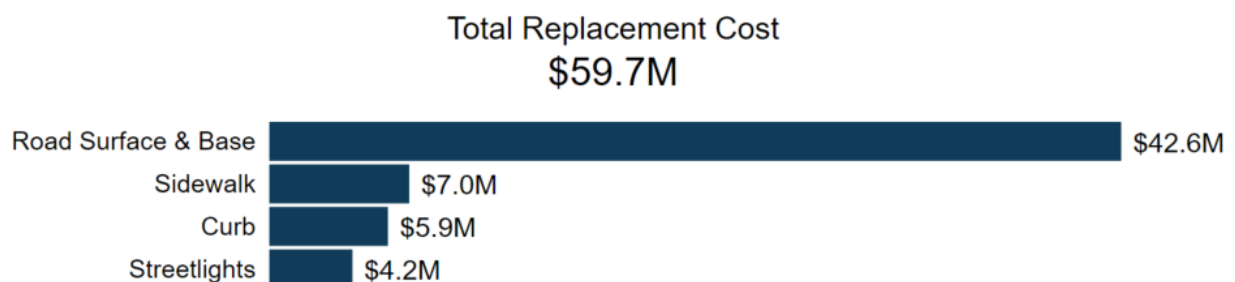 Total Replacement Cost
$59.7M
Road Surface & Base $42.6M
Sidewalk $7.0M
Curb $5.9M
Streetlights $4.2M